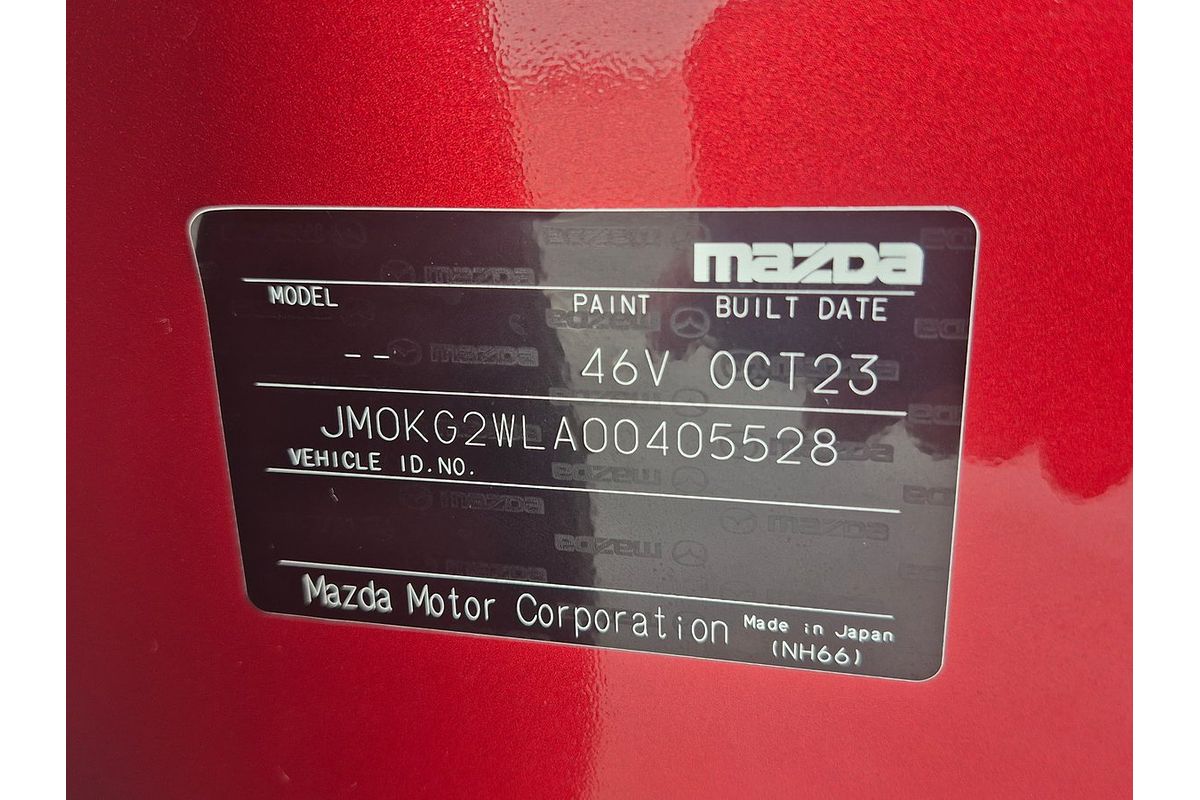 mazda
MODEL PAINT BUILT DATE
-- 46V OCT23
JM0KG2WLA00405528
VEHICLE ID.NO.
Mazda Motor Corporation Made in Japan
(NH66)